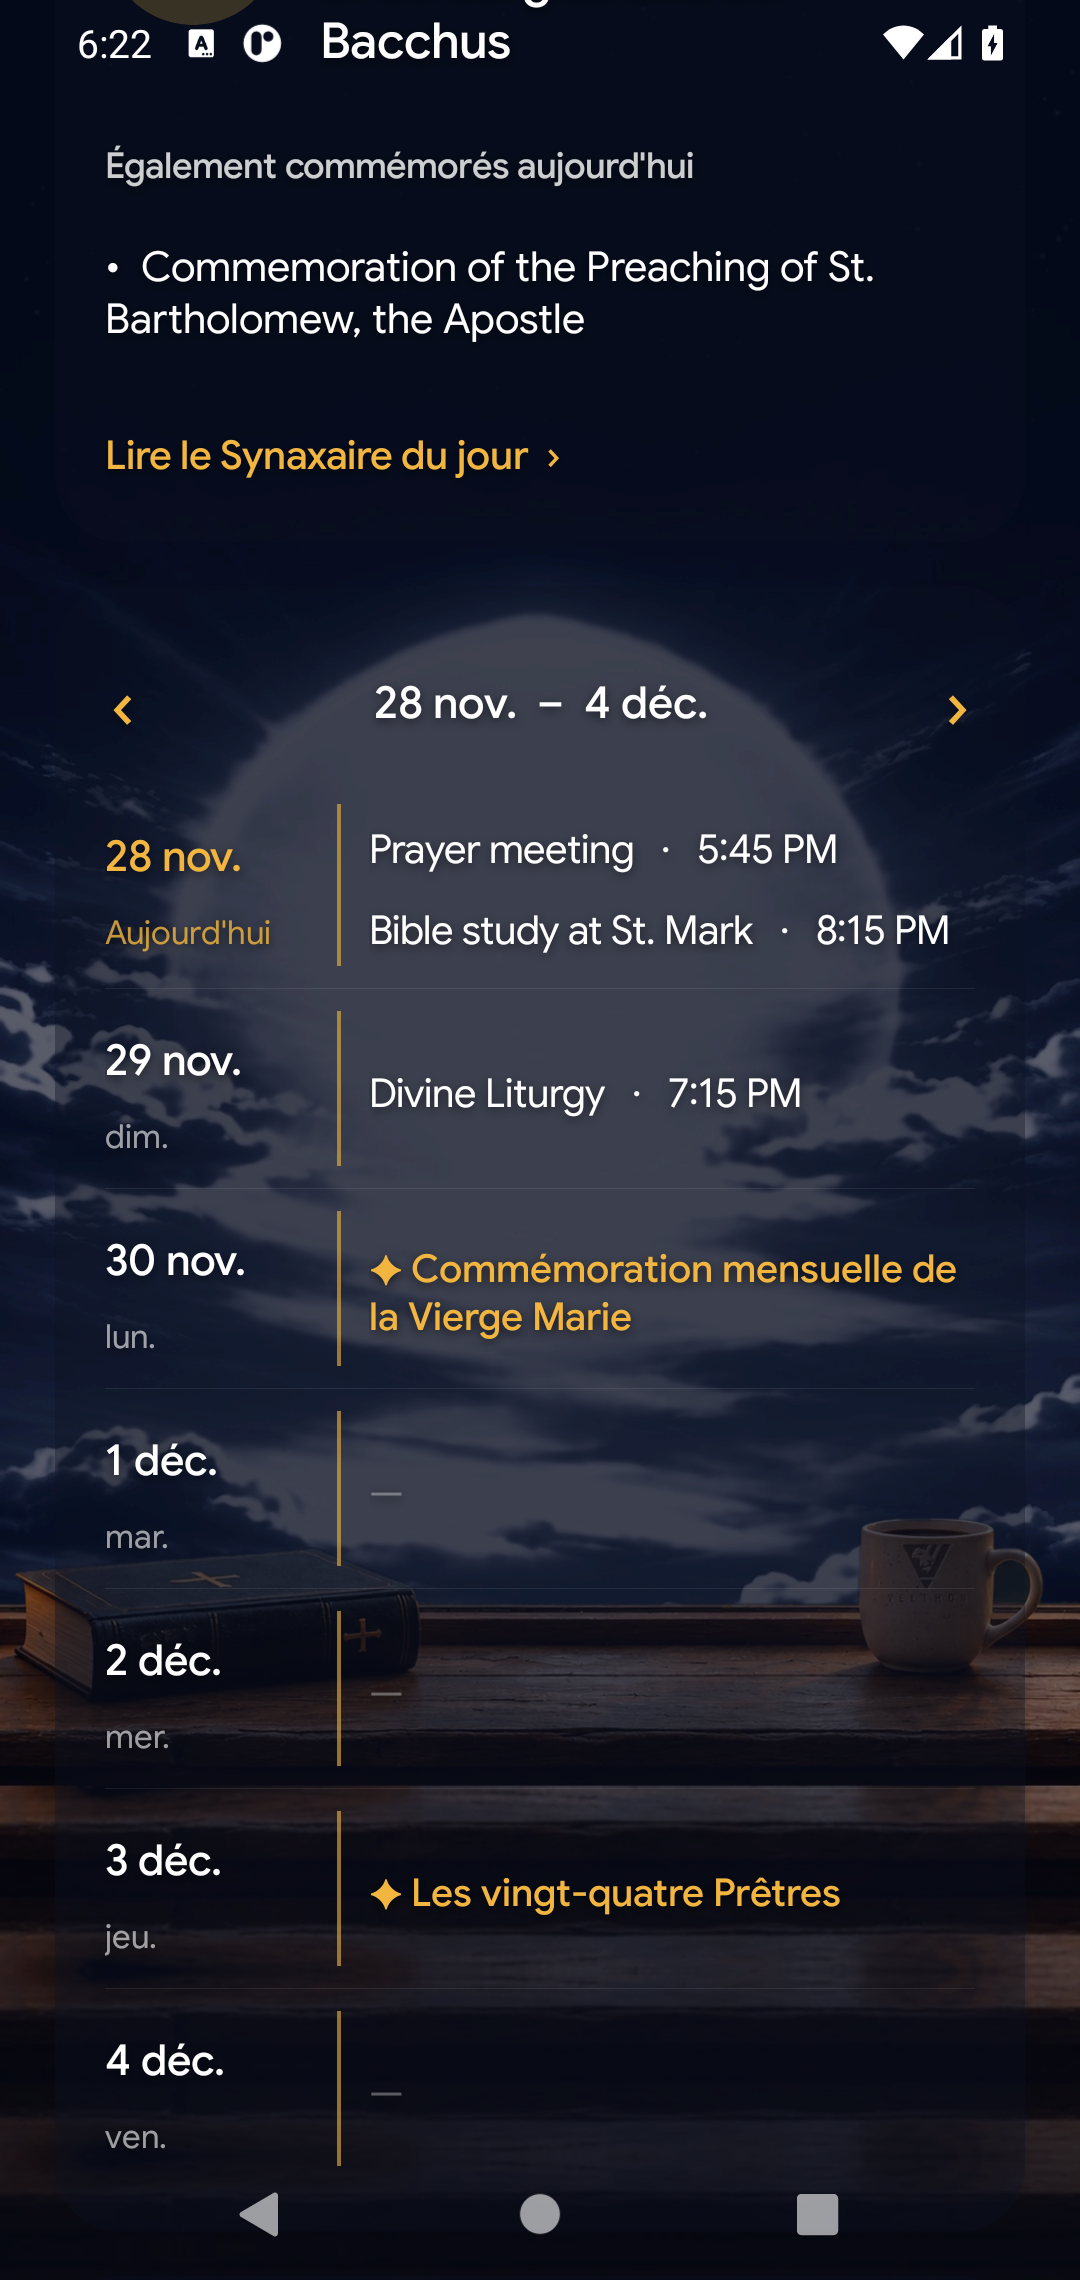 6:22
Bacchus
Également commémorés aujourd'hui
• Commemoration of the Preaching of St.
Bartholomew, the Apostle
Lire le Synaxaire du jour ›
‹ 28 nov. – 4 déc. ›
28 nov.
Aujourd'hui
Prayer meeting · 5:45 PM
Bible study at St. Mark · 8:15 PM
29 nov.
dim.
Divine Liturgy · 7:15 PM
30 nov.
lun.
✦ Commémoration mensuelle de
la Vierge Marie
1 déc.
mar.
—
2 déc.
mer.
—
3 déc.
jeu.
✦ Les vingt-quatre Prêtres
4 déc.
ven.
—